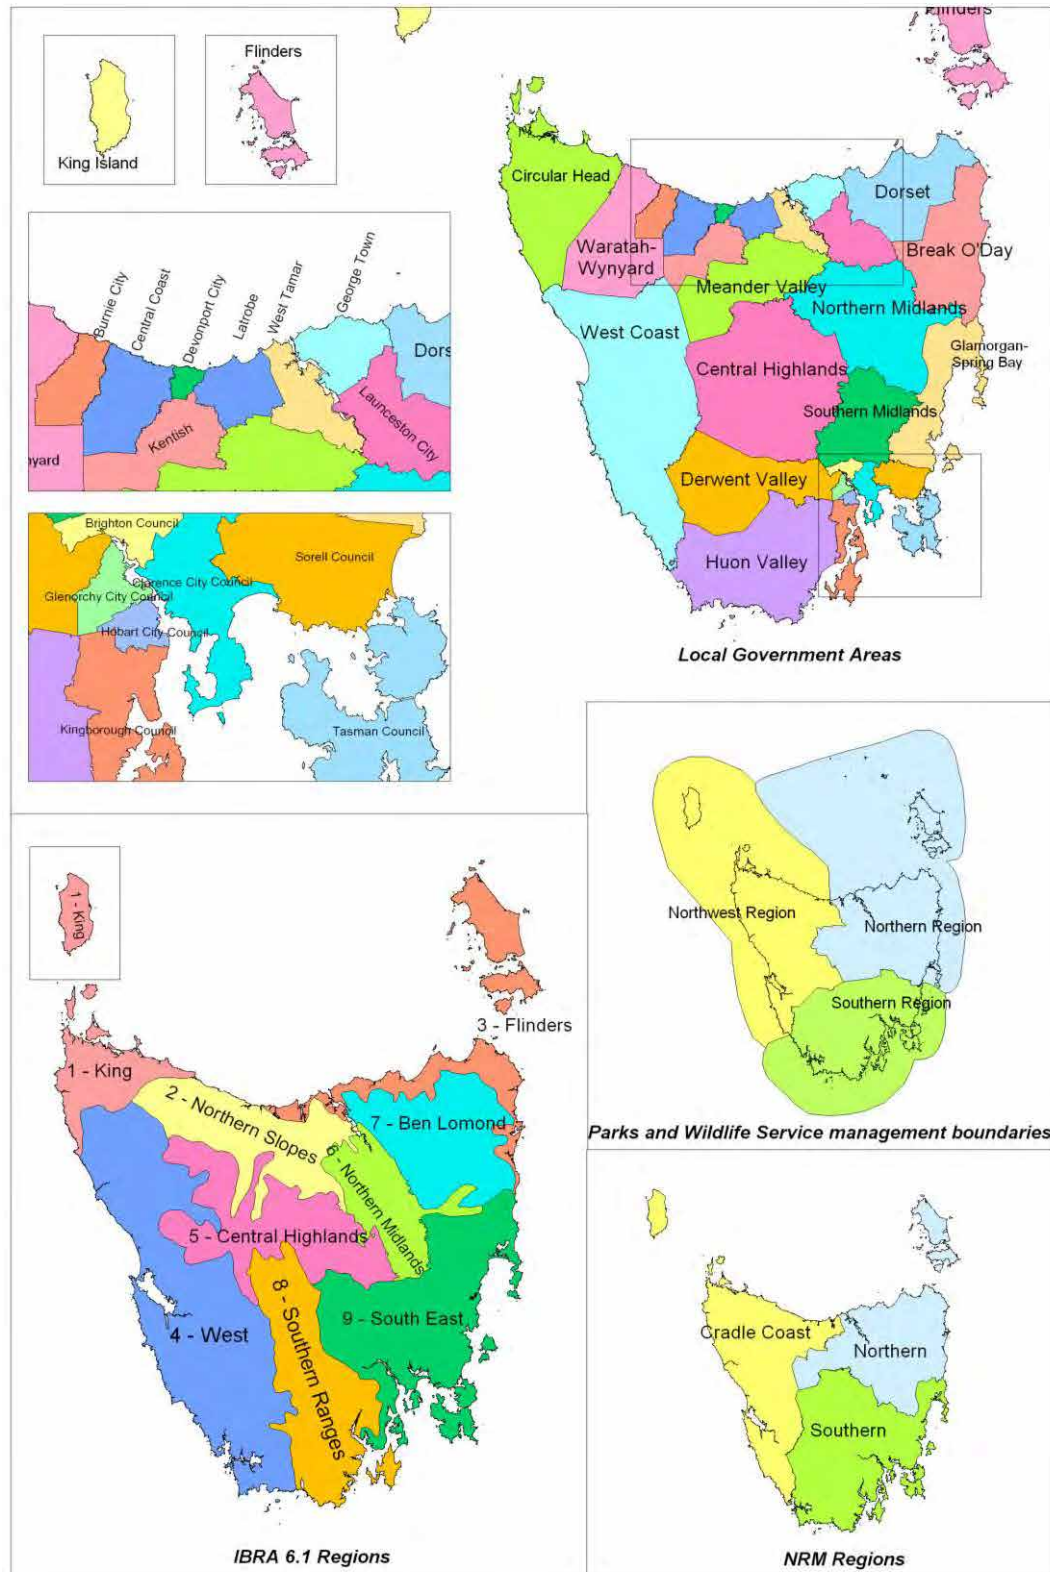 Flinders
King Island
Flinders
Circular Head
Waratah-
Wynyard
Dorset
Break O'Day
Meander Valley
Northern Midlands
West Coast
Central Highlands
Glamorgan-
Spring Bay
Southern Midlands
Derwent Valley
Huon Valley
Local Government Areas
Burnie City
Central Coast
Devonport City
Latrobe
West Tamar
George Town
Dors
Launceston City
Kentish
nyard
Brighton Council
Sorell Council
Clarence City Council
Glenorchy City Council
Hobart City Council
Kingborough Council
Tasman Council
Northwest Region
Northern Region
Southern Region
Parks and Wildlife Service management boundaries
1 - King
3 - Flinders
1 - King
2 - Northern Slopes
7 - Ben Lomond
6 - Northern Midlands
5 - Central Highlands
8 - Southern Ranges
9 - South East
4 - West
IBRA 6.1 Regions
Cradle Coast
Northern
Southern
NRM Regions